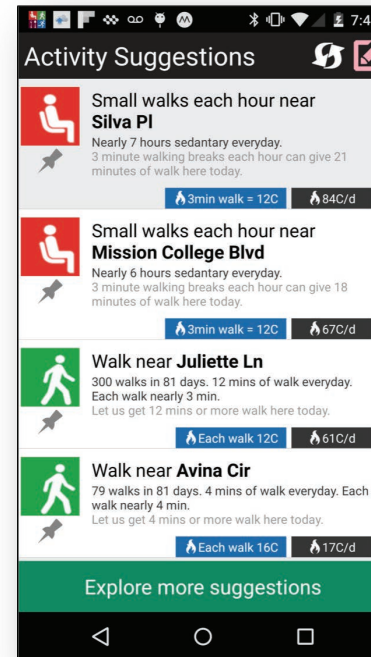 7:4
Activity Suggestions
Small walks each hour near
Silva Pl
Nearly 7 hours sedantary everyday.
3 minute walking breaks each hour can give 21
minutes of walk here today.
3min walk = 12C
84C/d
Small walks each hour near
Mission College Blvd
Nearly 6 hours sedantary everyday.
3 minute walking breaks each hour can give 18
minutes of walk here today.
3min walk = 12C
67C/d
Walk near Juliette Ln
300 walks in 81 days. 12 mins of walk everyday.
Each walk nearly 3 min.
Let us get 12 mins or more walk here today.
Each walk 12C
61C/d
Walk near Avina Cir
79 walks in 81 days. 4 mins of walk everyday. Each
walk nearly 4 min.
Let us get 4 mins or more walk here today.
Each walk 16C
17C/d
Explore more suggestions